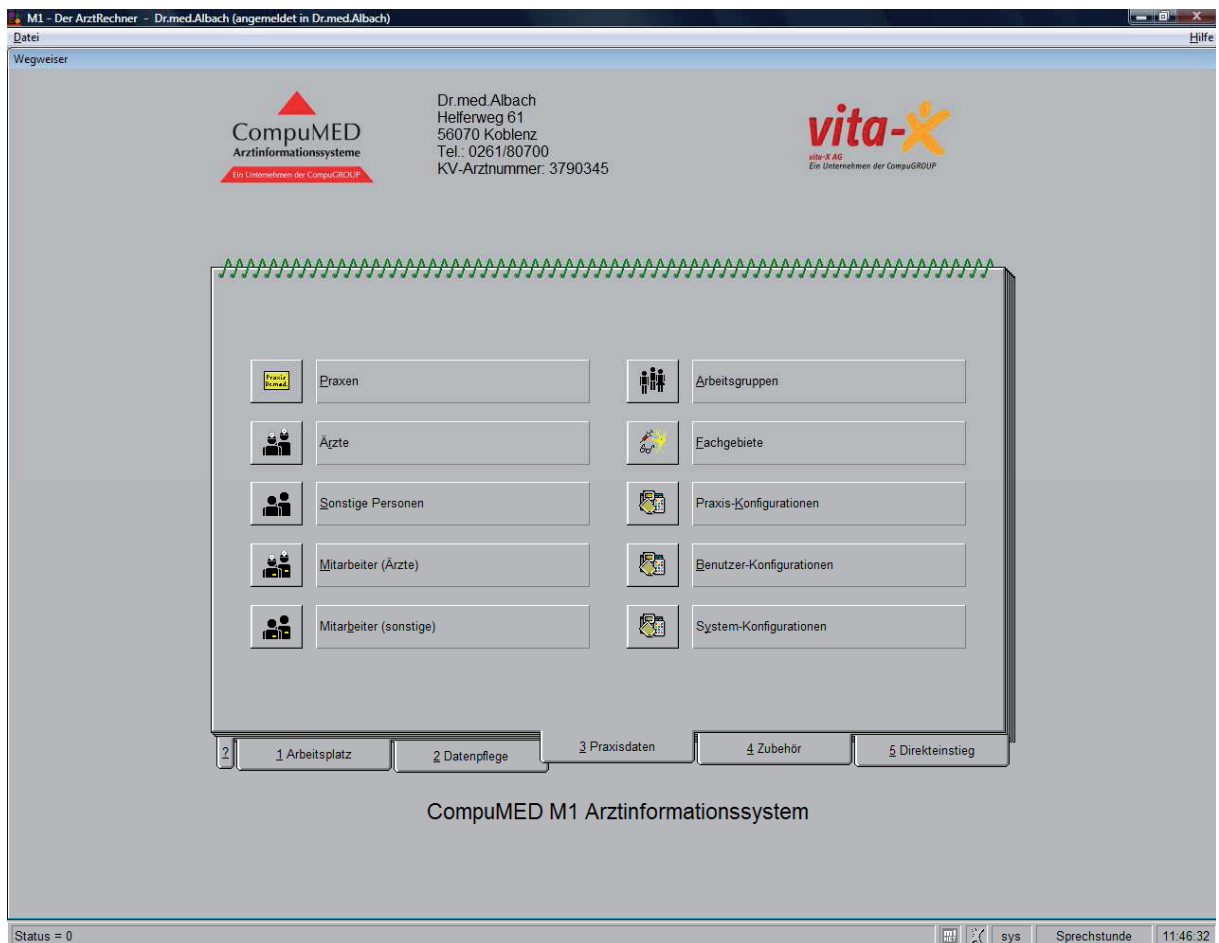 M1 - Der ArztRechner - Dr.med.Albach (angemeldet in Dr.med.Albach)
Datei
Hilfe
Wegweiser
CompuMED
Arztinformationssysteme
Ein Unternehmen der CompuGROUP
Dr.med.Albach
Helferweg 61
56070 Koblenz
Tel.: 0261/80700
KV-Arztnummer: 3790345
vita-X
vita-X AG
Ein Unternehmen der CompuGROUP
Praxis
Dr.med.
Praxen
Ärzte
Sonstige Personen
Mitarbeiter (Ärzte)
Mitarbeiter (sonstige)
Arbeitsgruppen
Fachgebiete
Praxis-Konfigurationen
Benutzer-Konfigurationen
System-Konfigurationen
?
1 Arbeitsplatz
2 Datenpflege
3 Praxisdaten
4 Zubehör
5 Direkteinstieg
CompuMED M1 Arztinformationssystem
Status = 0
m1
NET
sys
Sprechstunde
11:46:32